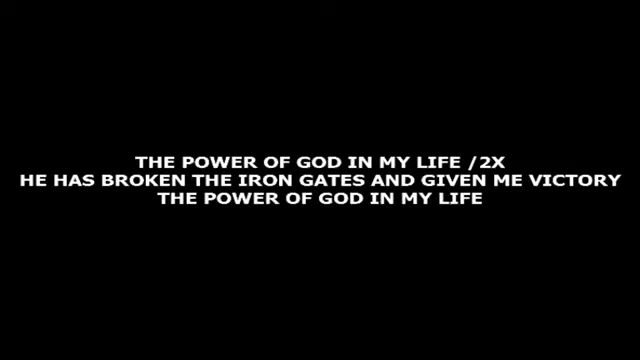 THE POWER OF GOD IN MY LIFE /2X
HE HAS BROKEN THE IRON GATES AND GIVEN ME VICTORY
THE POWER OF GOD IN MY LIFE